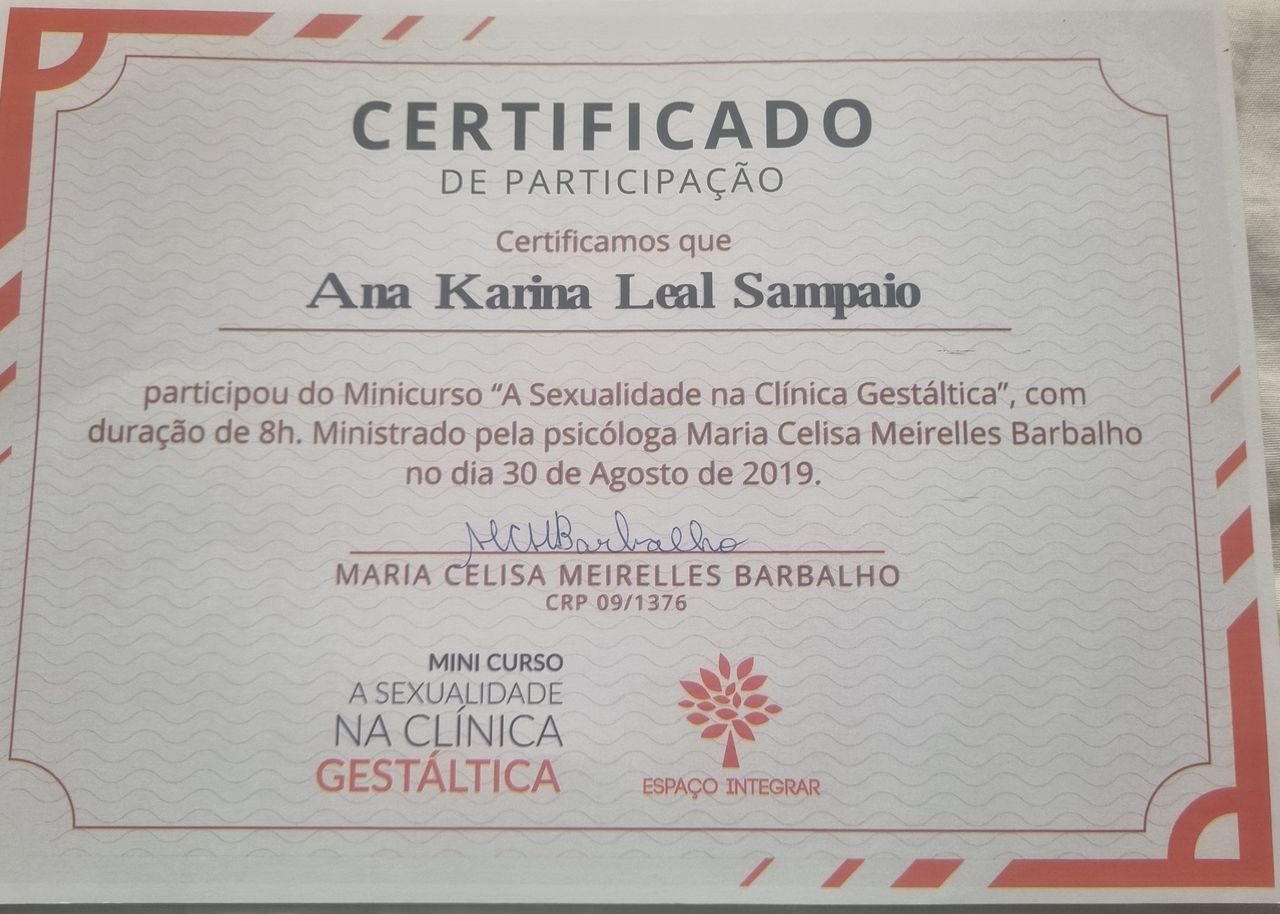 CERTIFICADO
DE PARTICIPAÇÃO
Certificamos que
Ana Karina Leal Sampaio
participou do Minicurso “A Sexualidade na Clínica Gestáltica”, com
duração de 8h. Ministrado pela psicóloga Maria Celisa Meirelles Barbalho
no dia 30 de Agosto de 2019.
MCMBarbalho
MARIA CELISA MEIRELLES BARBALHO
CRP 09/1376
MINI CURSO
A SEXUALIDADE
NA CLÍNICA
GESTÁLTICA
ESPAÇO INTEGRAR